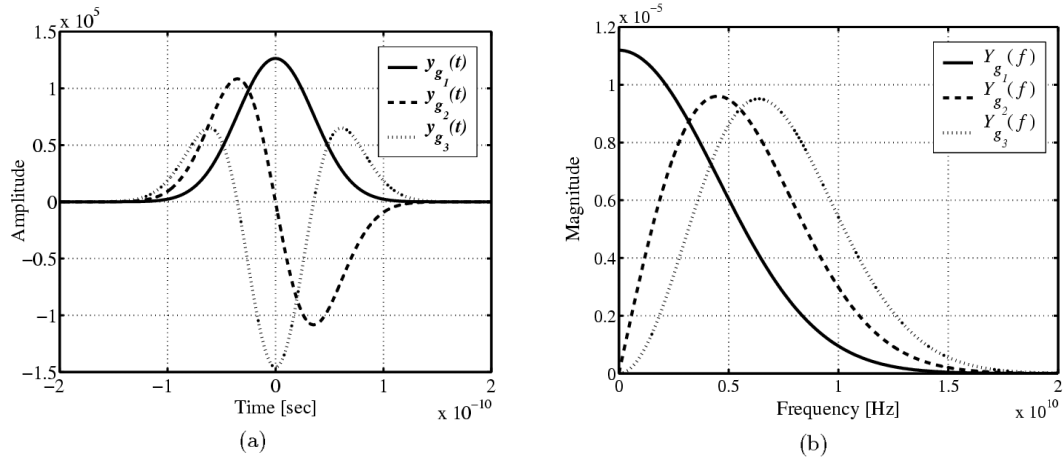 x 10^5
1.5
1
0.5
0
−0.5
−1
−1.5
−2
−1
0
1
2
Amplitude
Time [sec]
x 10^-10
y_g1(t)
y_g2(t)
y_g3(t)
(a)
x 10^-5
1.2
1
0.8
0.6
0.4
0.2
0
0
0.5
1
1.5
2
Magnitude
Frequency [Hz]
x 10^10
Y_g1(f)
Y_g2(f)
Y_g3(f)
(b)